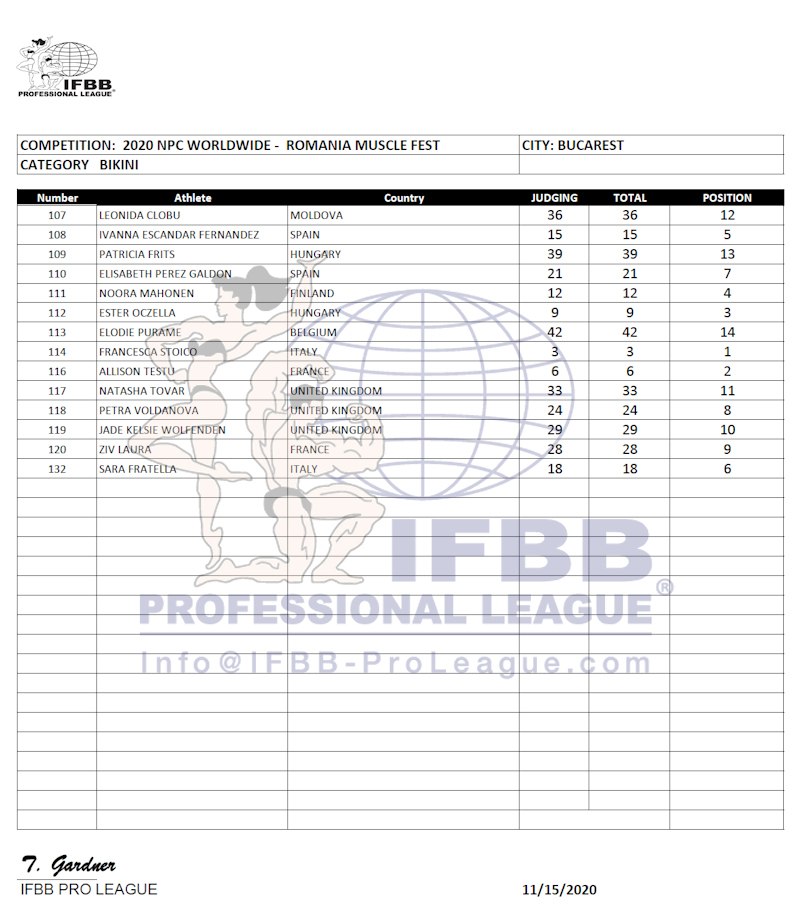 IFBB
PROFESSIONAL LEAGUE®
COMPETITION: 2020 NPC WORLDWIDE - ROMANIA MUSCLE FEST CITY: BUCAREST
CATEGORY BIKINI
Number Athlete Country JUDGING TOTAL POSITION
107 LEONIDA CLOBU MOLDOVA 36 36 12
108 IVANNA ESCANDAR FERNANDEZ SPAIN 15 15 5
109 PATRICIA FRITS HUNGARY 39 39 13
110 ELISABETH PEREZ GALDON SPAIN 21 21 7
111 NOORA MAHONEN FINLAND 12 12 4
112 ESTER OCZELLA HUNGARY 9 9 3
113 ELODIE PURAME BELGIUM 42 42 14
114 FRANCESCA STOICO ITALY 3 3 1
116 ALLISON TESTU FRANCE 6 6 2
117 NATASHA TOVAR UNITED KINGDOM 33 33 11
118 PETRA VOLDANOVA UNITED KINGDOM 24 24 8
119 JADE KELSIE WOLFENDEN UNITED KINGDOM 29 29 10
120 ZIV LAURA FRANCE 28 28 9
132 SARA FRATELLA ITALY 18 18 6
IFBB
PROFESSIONAL LEAGUE®
Info@IFBB-ProLeague.com
T. Gardner
IFBB PRO LEAGUE 11/15/2020